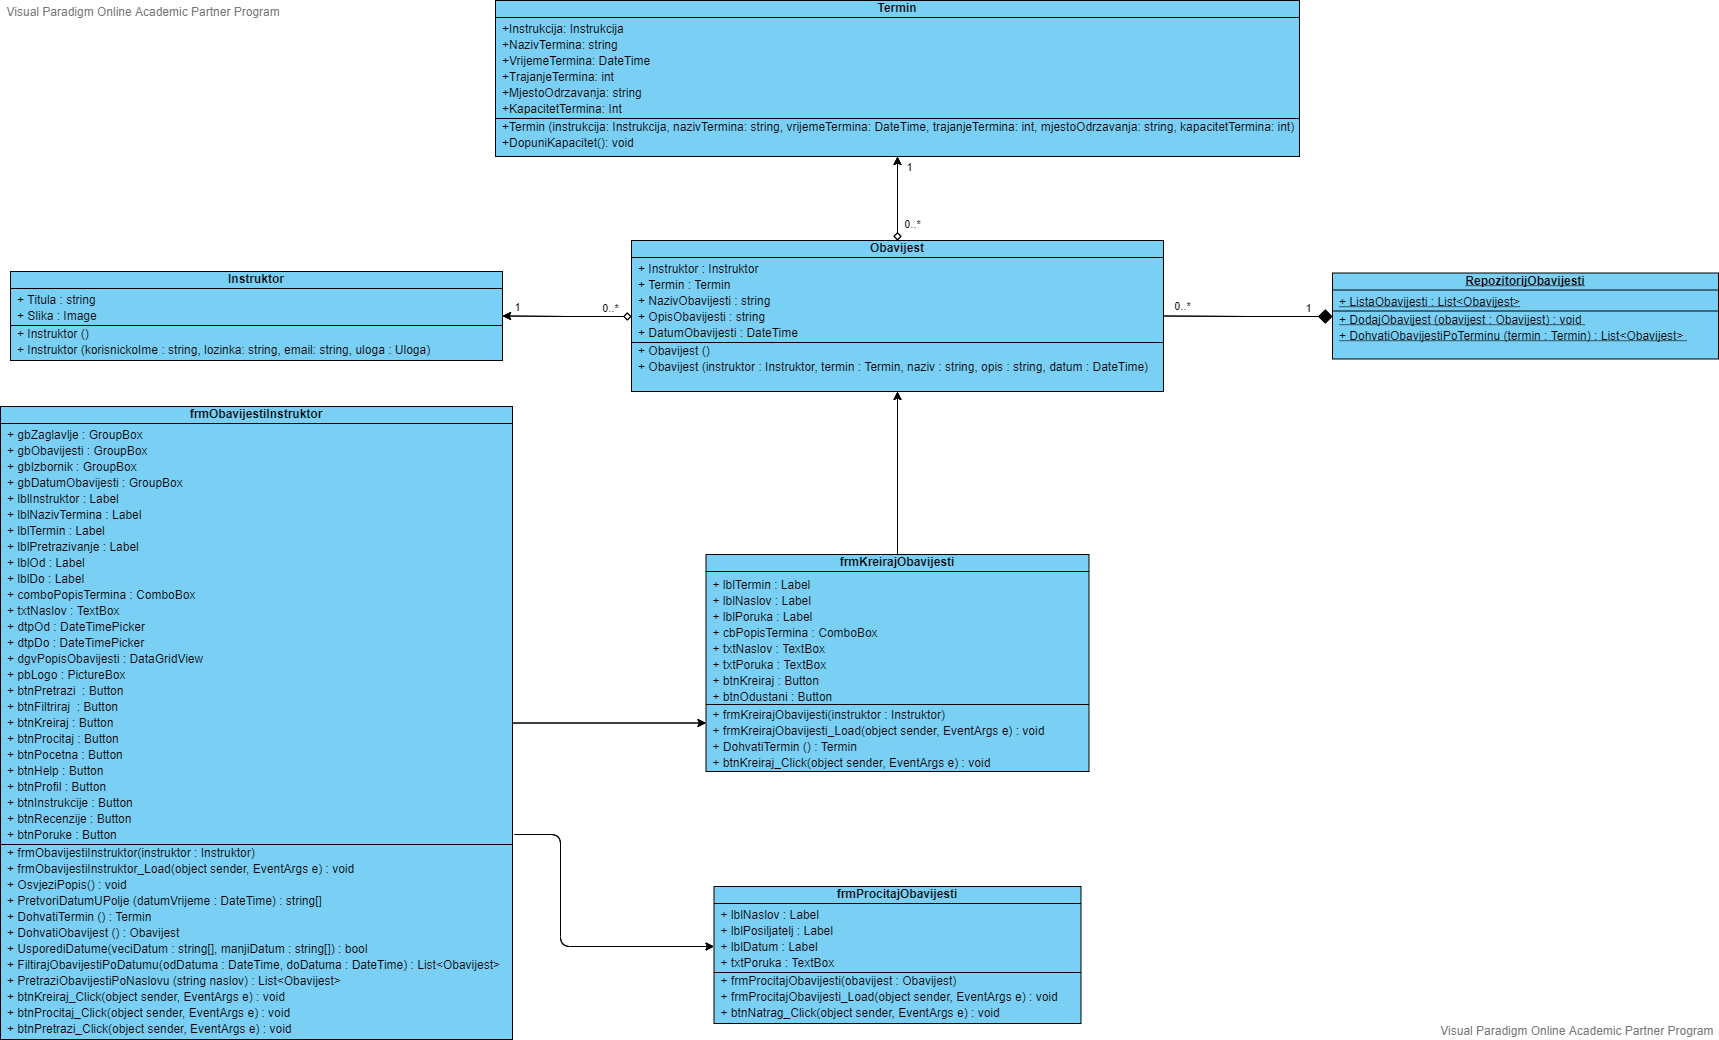 Visual Paradigm Online Academic Partner Program
Termin
+Instrukcija: Instrukcija
+NazivTermina: string
+VrijemeTermina: DateTime
+TrajanjeTermina: int
+MjestoOdrzavanja: string
+KapacitetTermina: Int
+Termin (instrukcija: Instrukcija, nazivTermina: string, vrijemeTermina: DateTime, trajanjeTermina: int, mjestoOdrzavanja: string, kapacitetTermina: int)
+DopuniKapacitet(): void
1
0..*
Instruktor
+ Titula : string
+ Slika : Image
+ Instruktor ()
+ Instruktor (korisnickoIme : string, lozinka: string, email: string, uloga : Uloga)
1
0..*
Obavijest
+ Instruktor : Instruktor
+ Termin : Termin
+ NazivObavijesti : string
+ OpisObavijesti : string
+ DatumObavijesti : DateTime
+ Obavijest ()
+ Obavijest (instruktor : Instruktor, termin : Termin, naziv : string, opis : string, datum : DateTime)
0..*
1
RepozitorijObavijesti
+ ListaObavijesti : List<Obavijest>
+ DodajObavijest (obavijest : Obavijest) : void
+ DohvatiObavijestiPoTerminu (termin : Termin) : List<Obavijest>
frmObavijestiInstruktor
+ gbZaglavlje : GroupBox
+ gbObavijesti : GroupBox
+ gbIzbornik : GroupBox
+ gbDatumObavijesti : GroupBox
+ lblInstruktor : Label
+ lblNazivTermina : Label
+ lblTermin : Label
+ lblPretrazivanje : Label
+ lblOd : Label
+ lblDo : Label
+ comboPopisTermina : ComboBox
+ txtNaslov : TextBox
+ dtpOd : DateTimePicker
+ dtpDo : DateTimePicker
+ dgvPopisObavijesti : DataGridView
+ pbLogo : PictureBox
+ btnPretrazi  : Button
+ btnFiltriraj  : Button
+ btnKreiraj : Button
+ btnProcitaj : Button
+ btnPocetna : Button
+ btnHelp : Button
+ btnProfil : Button
+ btnInstrukcije : Button
+ btnRecenzije : Button
+ btnPoruke : Button
+ frmObavijestiInstruktor(instruktor : Instruktor)
+ frmObavijestiInstruktor_Load(object sender, EventArgs e) : void
+ OsvjeziPopis() : void
+ PretvoriDatumUPolje (datumVrijeme : DateTime) : string[]
+ DohvatiTermin () : Termin
+ DohvatiObavijest () : Obavijest
+ UsporediDatume(veciDatum : string[], manjiDatum : string[]) : bool
+ FiltirajObavijestiPoDatumu(odDatuma : DateTime, doDatuma : DateTime) : List<Obavijest>
+ PretraziObavijestiPoNaslovu (string naslov) : List<Obavijest>
+ btnKreiraj_Click(object sender, EventArgs e) : void
+ btnProcitaj_Click(object sender, EventArgs e) : void
+ btnPretrazi_Click(object sender, EventArgs e) : void
frmKreirajObavijesti
+ lblTermin : Label
+ lblNaslov : Label
+ lblPoruka : Label
+ cbPopisTermina : ComboBox
+ txtNaslov : TextBox
+ txtPoruka : TextBox
+ btnKreiraj : Button
+ btnOdustani : Button
+ frmKreirajObavijesti(instruktor : Instruktor)
+ frmKreirajObavijesti_Load(object sender, EventArgs e) : void
+ DohvatiTermin () : Termin
+ btnKreiraj_Click(object sender, EventArgs e) : void
frmProcitajObavijesti
+ lblNaslov : Label
+ lblPosiljatelj : Label
+ lblDatum : Label
+ txtPoruka : TextBox
+ frmProcitajObavijesti(obavijest : Obavijest)
+ frmProcitajObavijesti_Load(object sender, EventArgs e) : void
+ btnNatrag_Click(object sender, EventArgs e) : void
Visual Paradigm Online Academic Partner Program